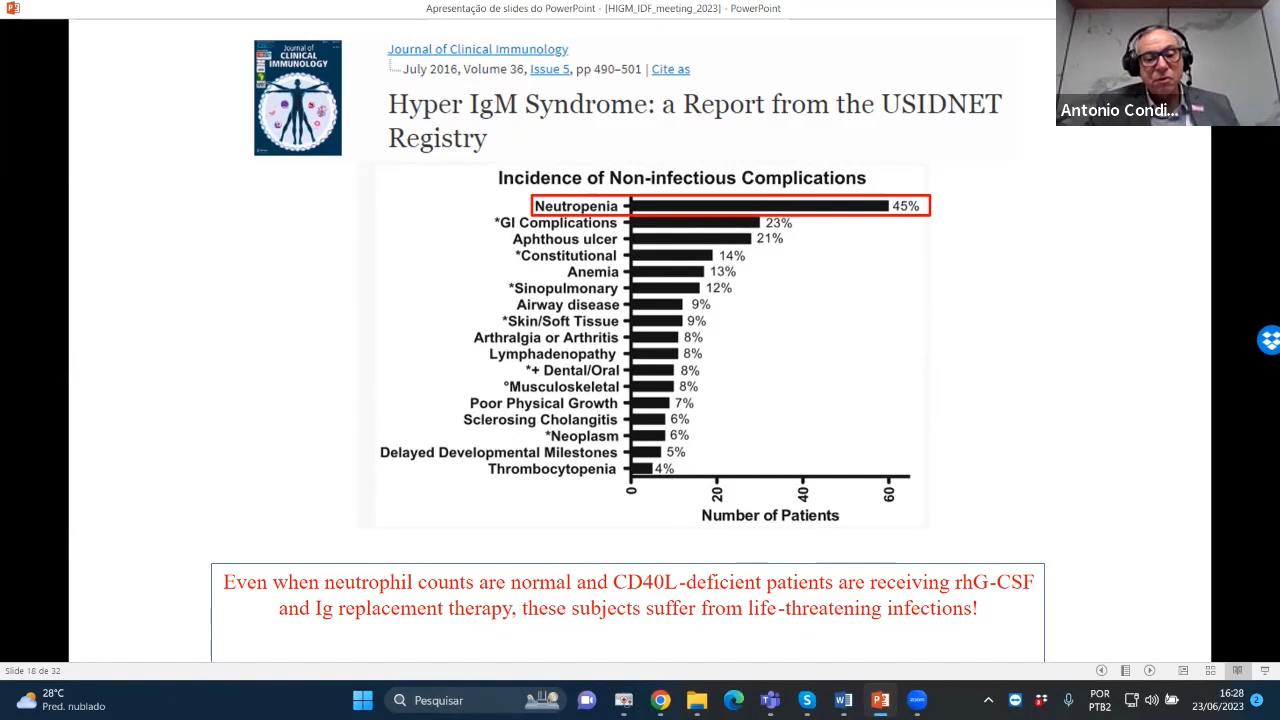 Apresentação de slides do PowerPoint - [HIGM_IDF_meeting_2023] - PowerPoint
Journal of
CLINICAL
IMMUNOLOGY
Journal of Clinical Immunology
July 2016, Volume 36, Issue 5, pp 490–501 | Cite as
Hyper IgM Syndrome: a Report from the USIDNET
Registry
Antonio Condi...
Incidence of Non-infectious Complications
Neutropenia 45%
*GI Complications 23%
Aphthous ulcer 21%
*Constitutional 14%
Anemia 13%
*Sinopulmonary 12%
Airway disease 9%
*Skin/Soft Tissue 9%
Arthralgia or Arthritis 8%
Lymphadenopathy 8%
*+ Dental/Oral 8%
°Musculoskeletal 8%
Poor Physical Growth 7%
Sclerosing Cholangitis 6%
*Neoplasm 6%
Delayed Developmental Milestones 5%
Thrombocytopenia 4%
0 20 40 60
Number of Patients
Even when neutrophil counts are normal and CD40L-deficient patients are receiving rhG-CSF
and Ig replacement therapy, these subjects suffer from life-threatening infections!
Slide 18 de 32
28°C
Pred. nublado
Pesquisar
zoom
POR
PTB2
16:28
23/06/2023
2